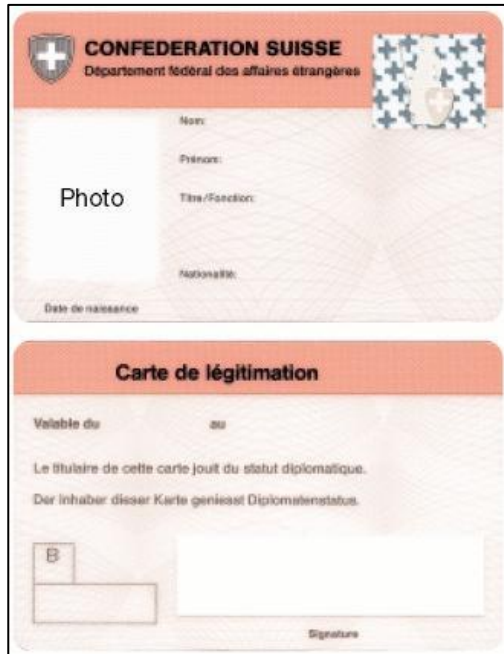 CONFEDERATION SUISSE
Département fédéral des affaires étrangères
Nom:
Prénom:
Photo
Titre/Fonction:
Nationalité:
Date de naissance
Carte de légitimation
Valable du au
Le titulaire de cette carte jouit du statut diplomatique.
Der Inhaber dieser Karte geniesst Diplomatenstatus.
B
Signature